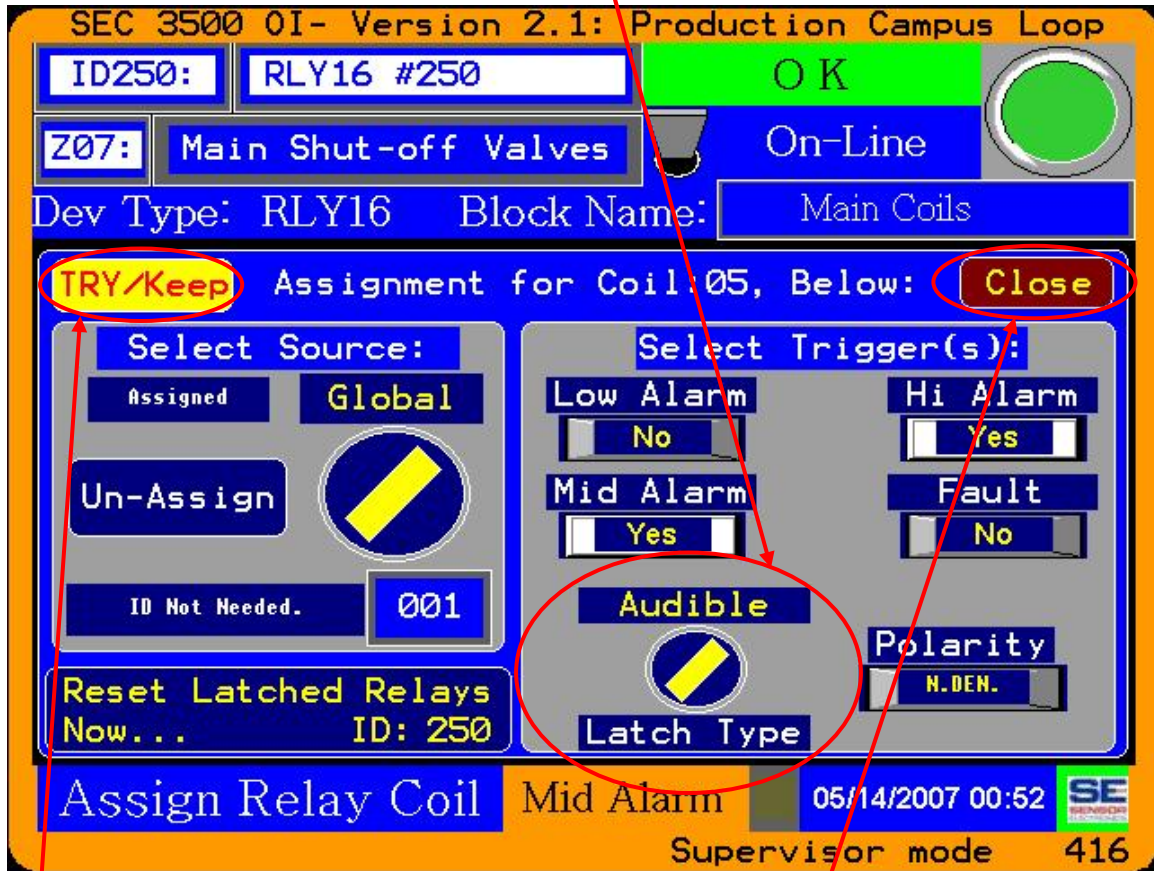 SEC 3500 OI- Version 2.1: Production Campus Loop
ID250: RLY16 #250 OK
Z07: Main Shut-off Valves On-Line
Dev Type: RLY16 Block Name: Main Coils
TRY/Keep Assignment for Coil:05, Below: Close
Select Source:
Assigned Global
Un-Assign
ID Not Needed. 001
Reset Latched Relays
Now... ID: 250
Select Trigger(s):
Low Alarm Hi Alarm
No Yes
Mid Alarm Fault
Yes No
Audible
Latch Type
Polarity
N.DEN.
Assign Relay Coil Mid Alarm 05/14/2007 00:52 SE
SENSOR
Supervisor mode 416